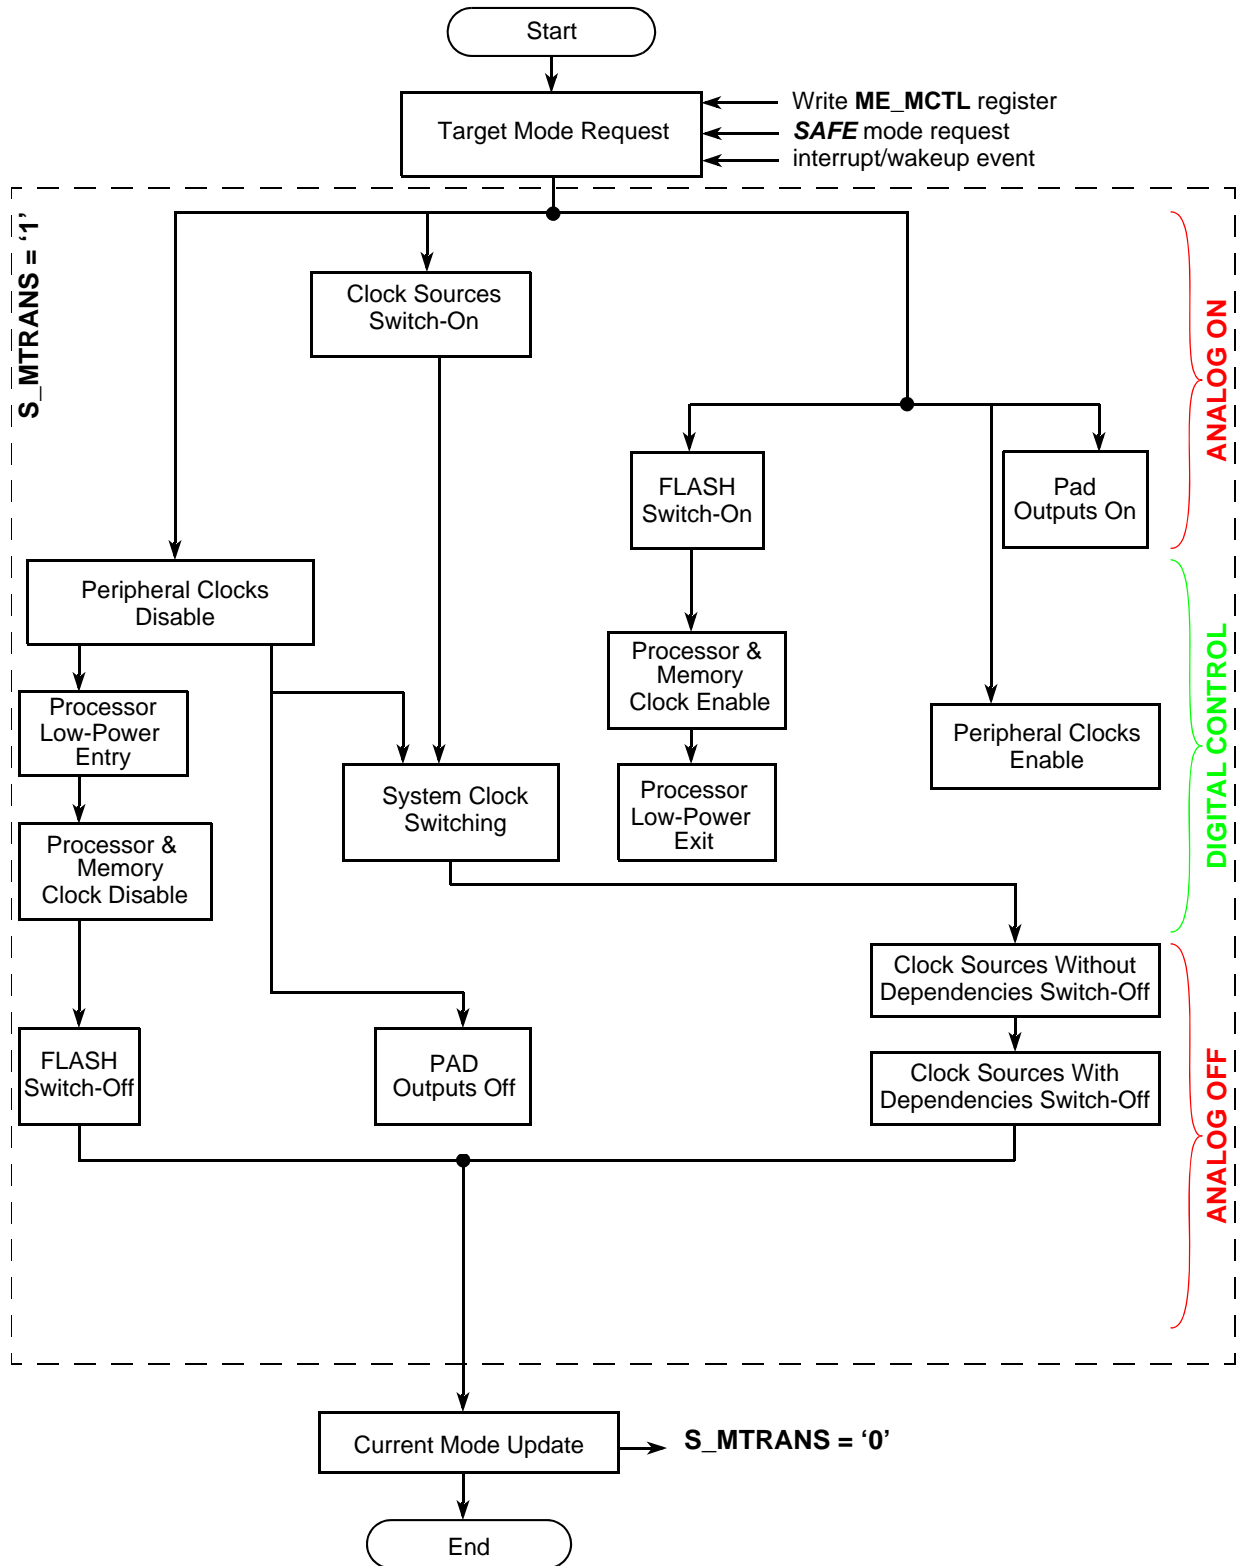 Start
Target Mode Request
Write ME_MCTL register
SAFE mode request
interrupt/wakeup event
S_MTRANS = ‘1’
Clock Sources
Switch-On
ANALOG ON
FLASH
Switch-On
Pad
Outputs On
Peripheral Clocks
Disable
Processor &
Memory
Clock Enable
Processor
Low-Power
Entry
Peripheral Clocks
Enable
DIGITAL CONTROL
System Clock
Switching
Processor
Low-Power
Exit
Processor &
Memory
Clock Disable
Clock Sources Without
Dependencies Switch-Off
FLASH
Switch-Off
PAD
Outputs Off
Clock Sources With
Dependencies Switch-Off
ANALOG OFF
Current Mode Update
S_MTRANS = ‘0’
End